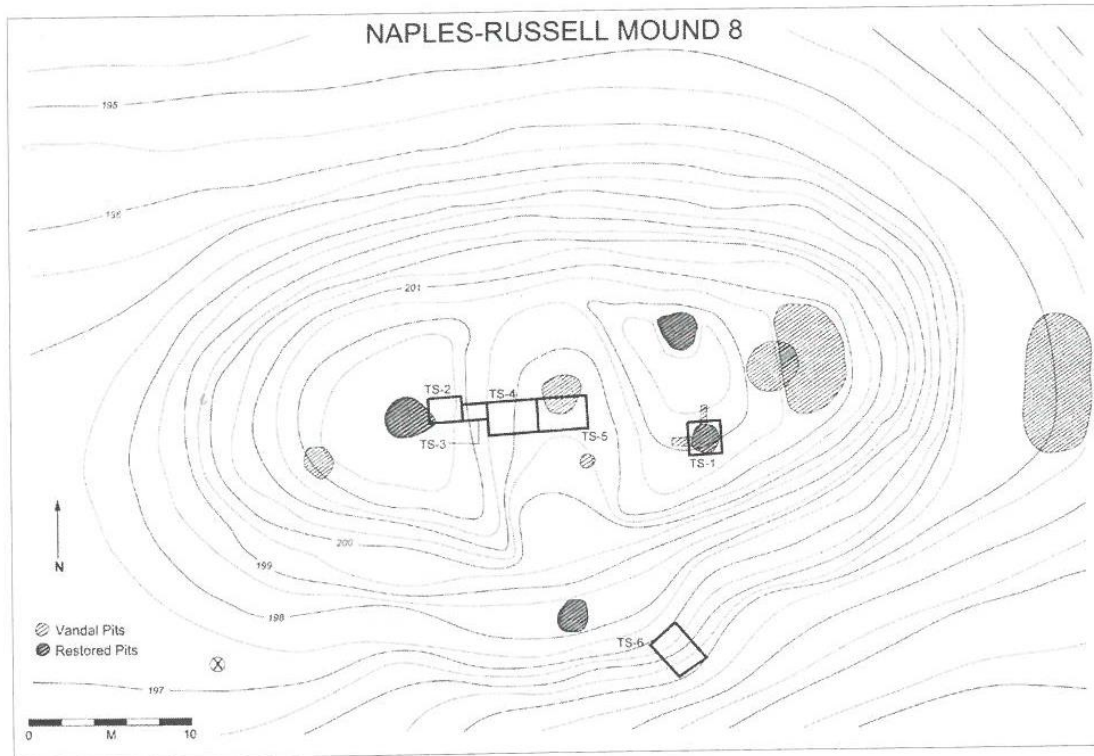 NAPLES-RUSSELL MOUND 8
195
196
201
TS-2
TS-4
TS-3
TS-5
TS-1
200
199
198
N
Vandal Pits
Restored Pits
X
TS-6
197
0 M 10